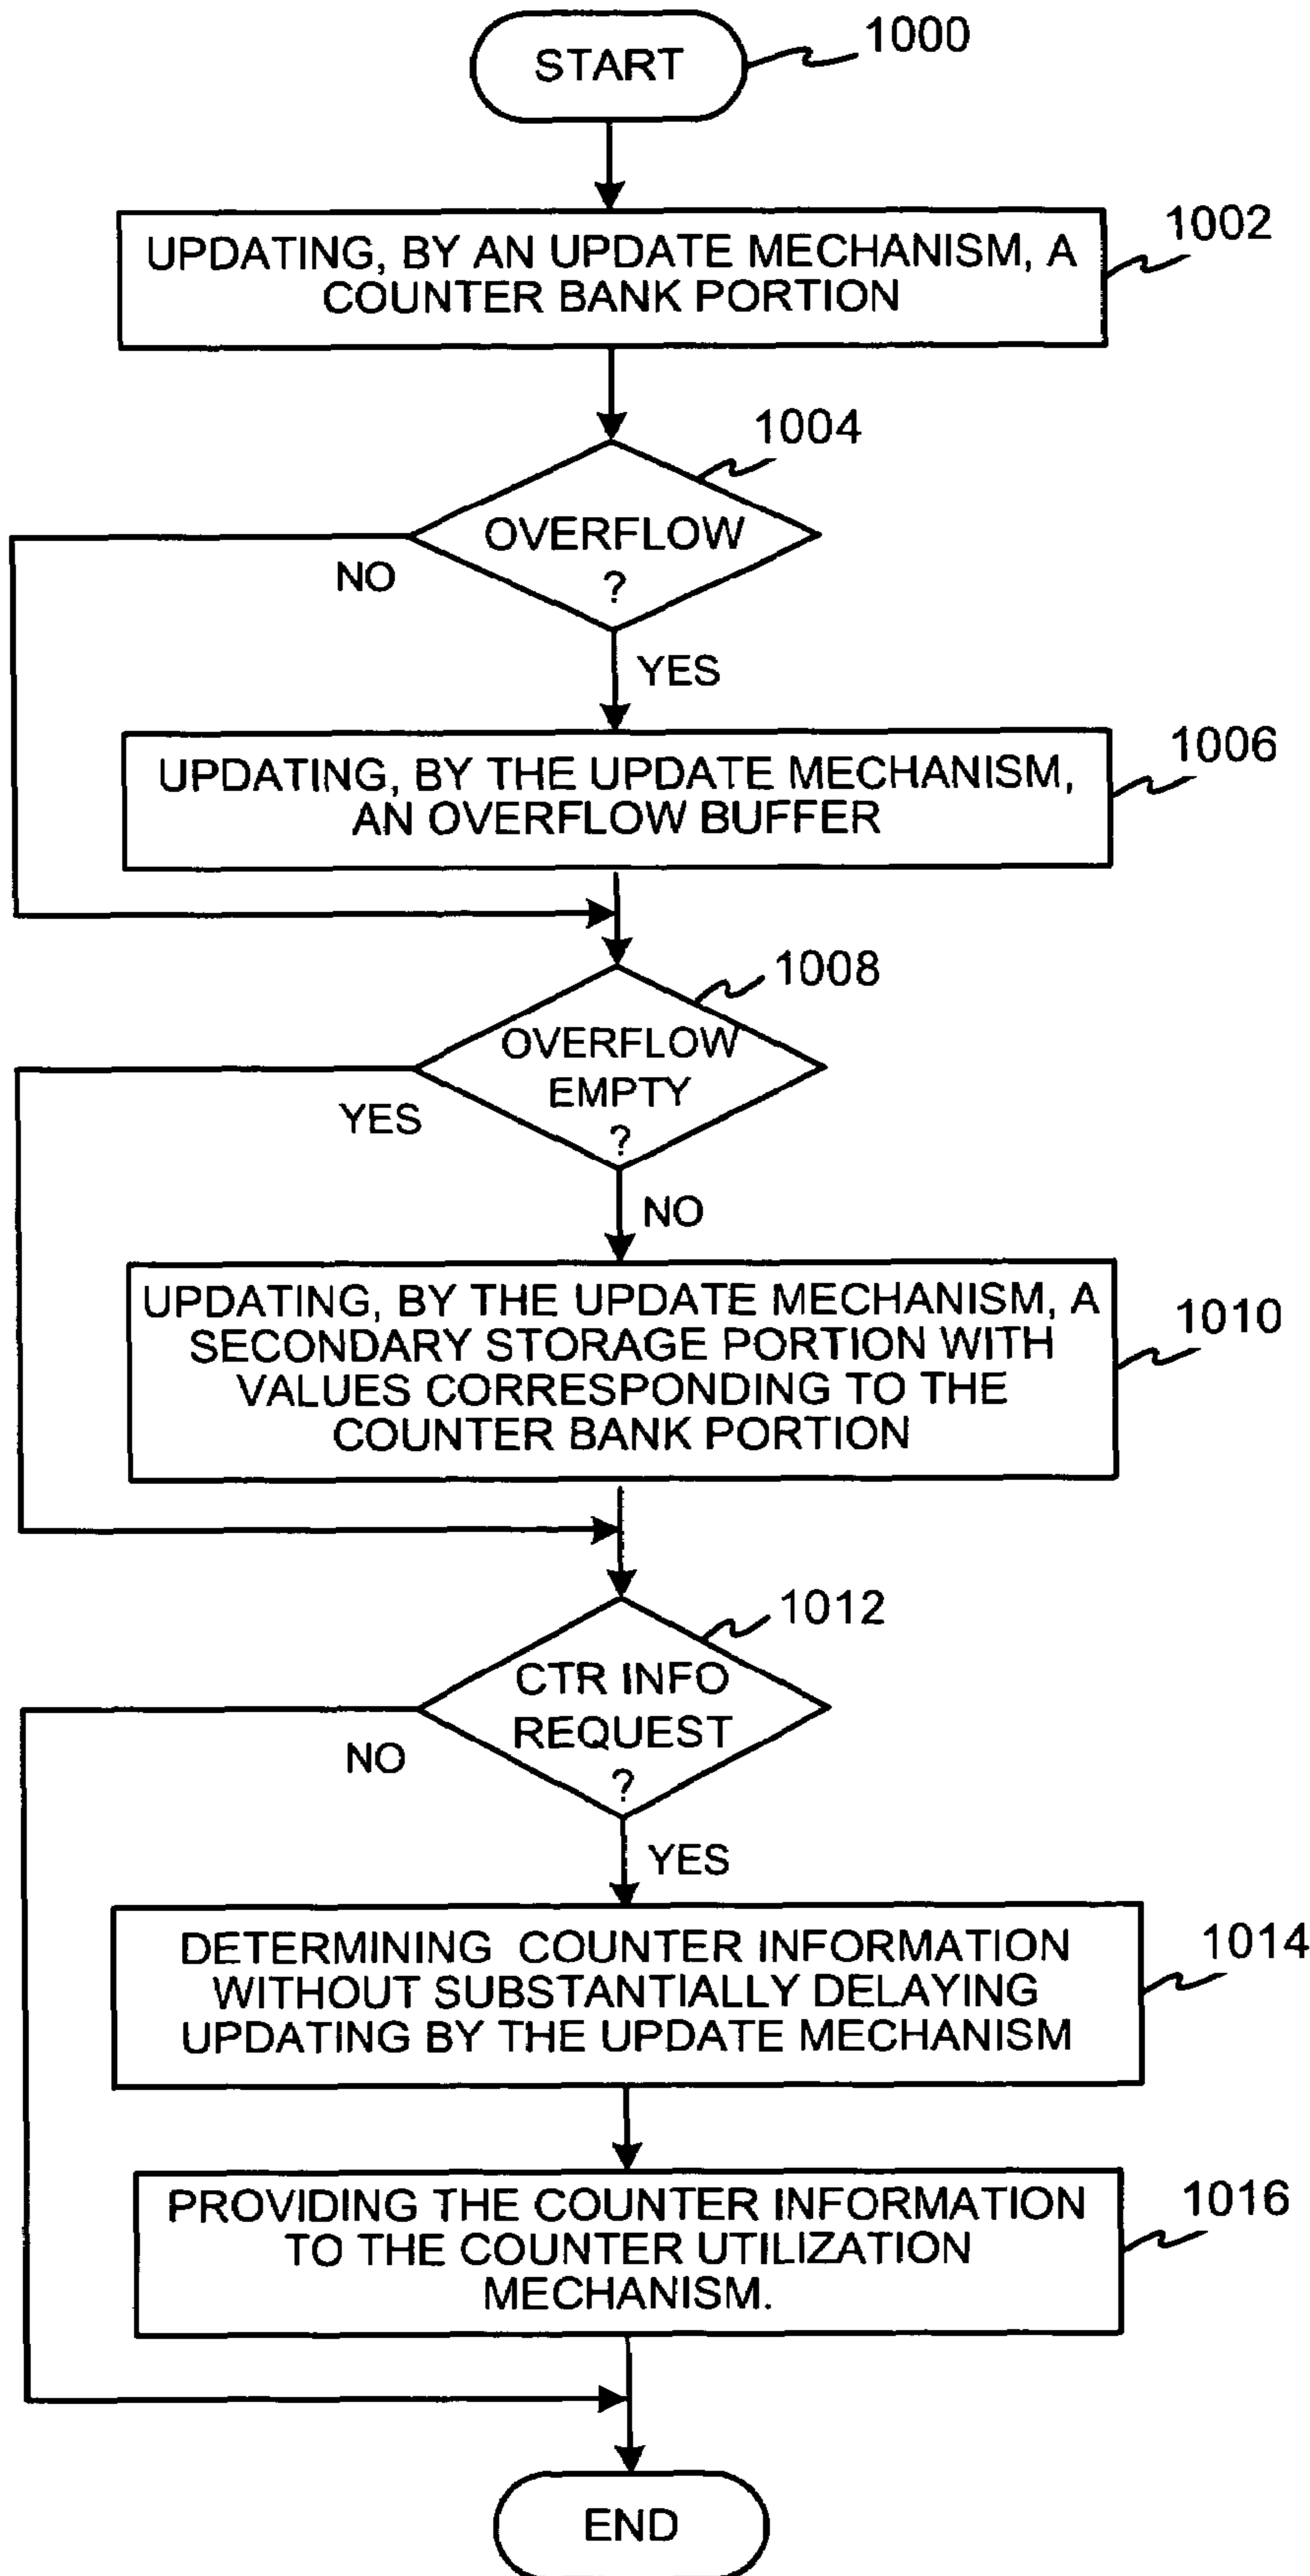 START
1000
UPDATING, BY AN UPDATE MECHANISM, A
COUNTER BANK PORTION
1002
1004
OVERFLOW
?
NO
YES
UPDATING, BY THE UPDATE MECHANISM,
AN OVERFLOW BUFFER
1006
1008
OVERFLOW
EMPTY
?
YES
NO
UPDATING, BY THE UPDATE MECHANISM, A
SECONDARY STORAGE PORTION WITH
VALUES CORRESPONDING TO THE
COUNTER BANK PORTION
1010
1012
CTR INFO
REQUEST
?
NO
YES
DETERMINING COUNTER INFORMATION
WITHOUT SUBSTANTIALLY DELAYING
UPDATING BY THE UPDATE MECHANISM
1014
PROVIDING THE COUNTER INFORMATION
TO THE COUNTER UTILIZATION
MECHANISM.
1016
END